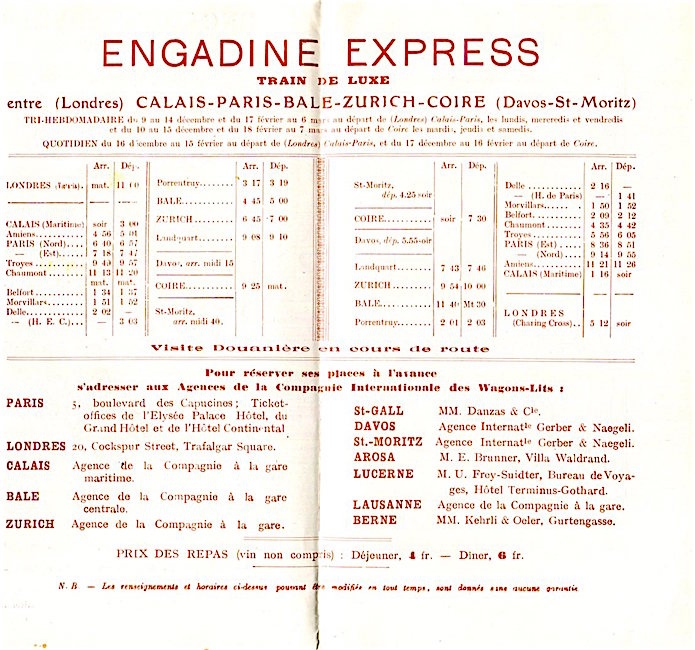 ENGADINE EXPRESS
TRAIN DE LUXE
entre (Londres) CALAIS-PARIS-BALE-ZURICH-COIRE (Davos-St-Moritz)
TRI-HEBDOMADAIRE du 9 au 14 décembre et du 17 février au 6 mars au départ de (Londres) Calais-Paris, les lundis, mercredis et vendredis
et du 10 au 15 décembre et du 18 février au 7 mars au départ de Coire les mardis, jeudis et samedis.
QUOTIDIEN du 16 décembre au 15 février au départ de (Londres) Calais-Paris, et du 17 décembre au 16 février au départ de Coire.
Arr. Dép.
LONDRES mat. 11 00
CALAIS (Maritime) soir 3 00
Amiens 4 56 5 01
PARIS (Nord) 6 40 6 57
— (Est) 7 18 7 47
Troyes 9 49 9 57
Chaumont 11 13 11 20
mat. mat.
Belfort 1 34 1 37
Morvillars 1 51 1 52
Delle 2 02 —
— (H. E. C.) — 3 03
Arr. Dép.
Porrentruy 3 17 3 19
BALE 4 45 5 00
ZURICH 6 45 7 00
Landquart 9 08 9 10
Davos, arr. midi 15
COIRE 9 25 mat.
St-Moritz,
arr. midi 40.
Arr. Dép.
St-Moritz,
dép. 4.25 soir
COIRE soir 7 30
Davos, dép. 5.55 soir
Landquart 7 43 7 46
ZURICH 9 54 10 00
BALE 11 40 Mt 30
Porrentruy 2 01 2 03
Arr. Dép.
Delle 2 16 —
— (H. de Paris) — 1 41
Morvillars 1 50 1 52
Belfort 2 09 2 12
Chaumont 4 35 4 42
Troyes 5 56 6 05
PARIS (Est) 8 36 8 51
— (Nord) 9 14 9 55
Amiens 11 21 11 26
CALAIS (Maritime) 1 16 soir
LONDRES
(Charing Cross) 5 12 soir
Visite Douanière en cours de route
Pour réserver ses places à l'avance
s'adresser aux Agences de la Compagnie Internationale des Wagons-Lits :
PARIS 5, boulevard des Capucines ; Ticket-
offices de l'Elysée Palace Hôtel, du
Grand Hôtel et de l'Hôtel Continental
LONDRES 20, Cockspur Street, Trafalgar Square.
CALAIS Agence de la Compagnie à la gare
maritime.
BALE Agence de la Compagnie à la gare
centrale.
ZURICH Agence de la Compagnie à la gare.
St-GALL MM. Danzas & Cie.
DAVOS Agence Internatle Gerber & Naegeli.
St.-MORITZ Agence Internatle Gerber & Naegeli.
AROSA M. E. Brunner, Villa Waldrand.
LUCERNE M. U. Frey-Suidter, Bureau de Voya-
ges, Hôtel Terminus-Gothard.
LAUSANNE Agence de la Compagnie à la gare.
BERNE MM. Kehrli & Oeler, Gurtengasse.
PRIX DES REPAS (vin non compris) : Déjeuner, 4 fr. — Diner, 6 fr.
N. B — Les renseignements et horaires ci-dessus pouvant être modifiés en tout temps, sont donnés sans aucune garantie